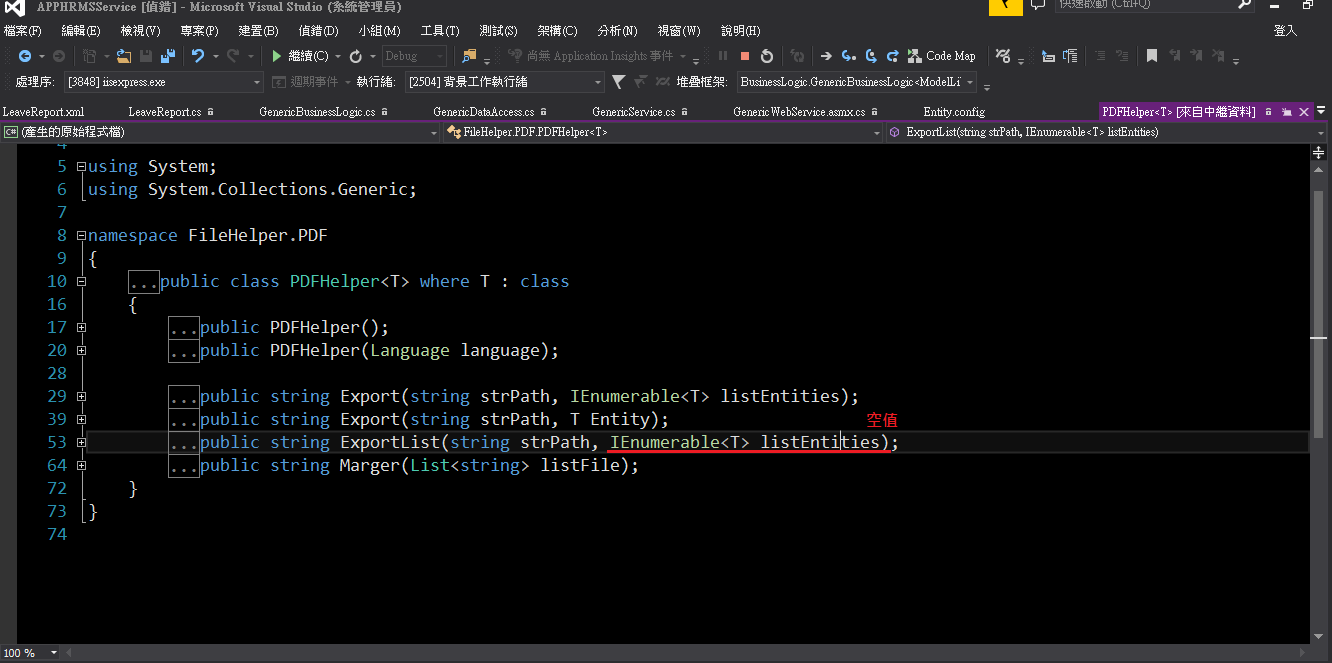 APPHRMSService [偵錯] - Microsoft Visual Studio (系統管理員)
快速啟動 (Ctrl+Q)
檔案(F) 編輯(E) 檢視(V) 專案(P) 建置(B) 偵錯(D) 小組(M) 工具(T) 測試(S) 架構(C) 分析(N) 視窗(W) 說明(H) 登入
繼續(C) Debug 尚無 Application Insights 事件 Code Map
處理序: [3848] iisexpress.exe 週期事件 執行緒: [2504] 背景工作執行緒 堆疊框架: BusinessLogic.GenericBusinessLogic<ModelLi
LeaveReport.xml LeaveReport.cs GenericBusinessLogic.cs GenericDataAccess.cs GenericService.cs GenericWebService.asmx.cs Entity.config PDFHelper<T> [來自中繼資料]
C# (產生的原始程式檔) FileHelper.PDF.PDFHelper<T> ExportList(string strPath, IEnumerable<T> listEntities)
4
5 using System;
6 using System.Collections.Generic;
7
8 namespace FileHelper.PDF
9 {
10 ...public class PDFHelper<T> where T : class
16 {
17 ...public PDFHelper();
20 ...public PDFHelper(Language language);
28
29 ...public string Export(string strPath, IEnumerable<T> listEntities);
39 ...public string Export(string strPath, T Entity);
空值
53 ...public string ExportList(string strPath, IEnumerable<T> listEntities);
64 ...public string Marger(List<string> listFile);
72 }
73 }
74
100 %